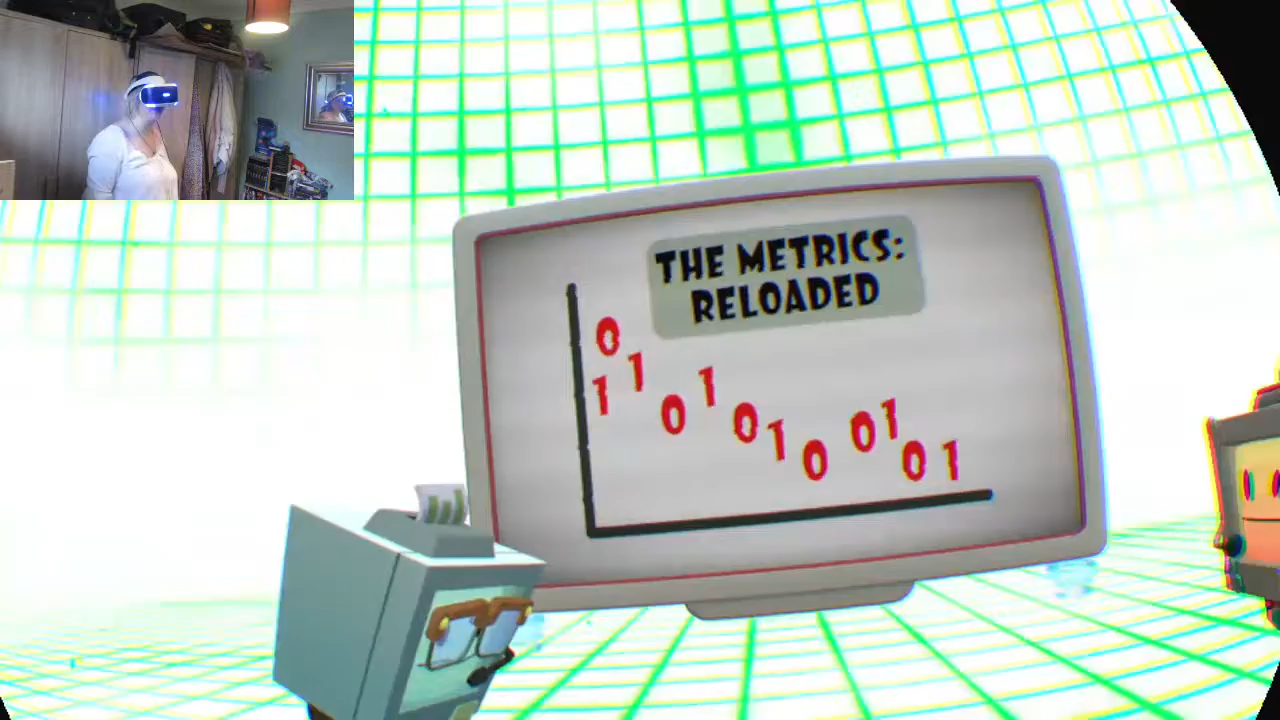 THE METRICS:
RELOADED
0
1 1
0 1
0 1 0
0 1
0 1